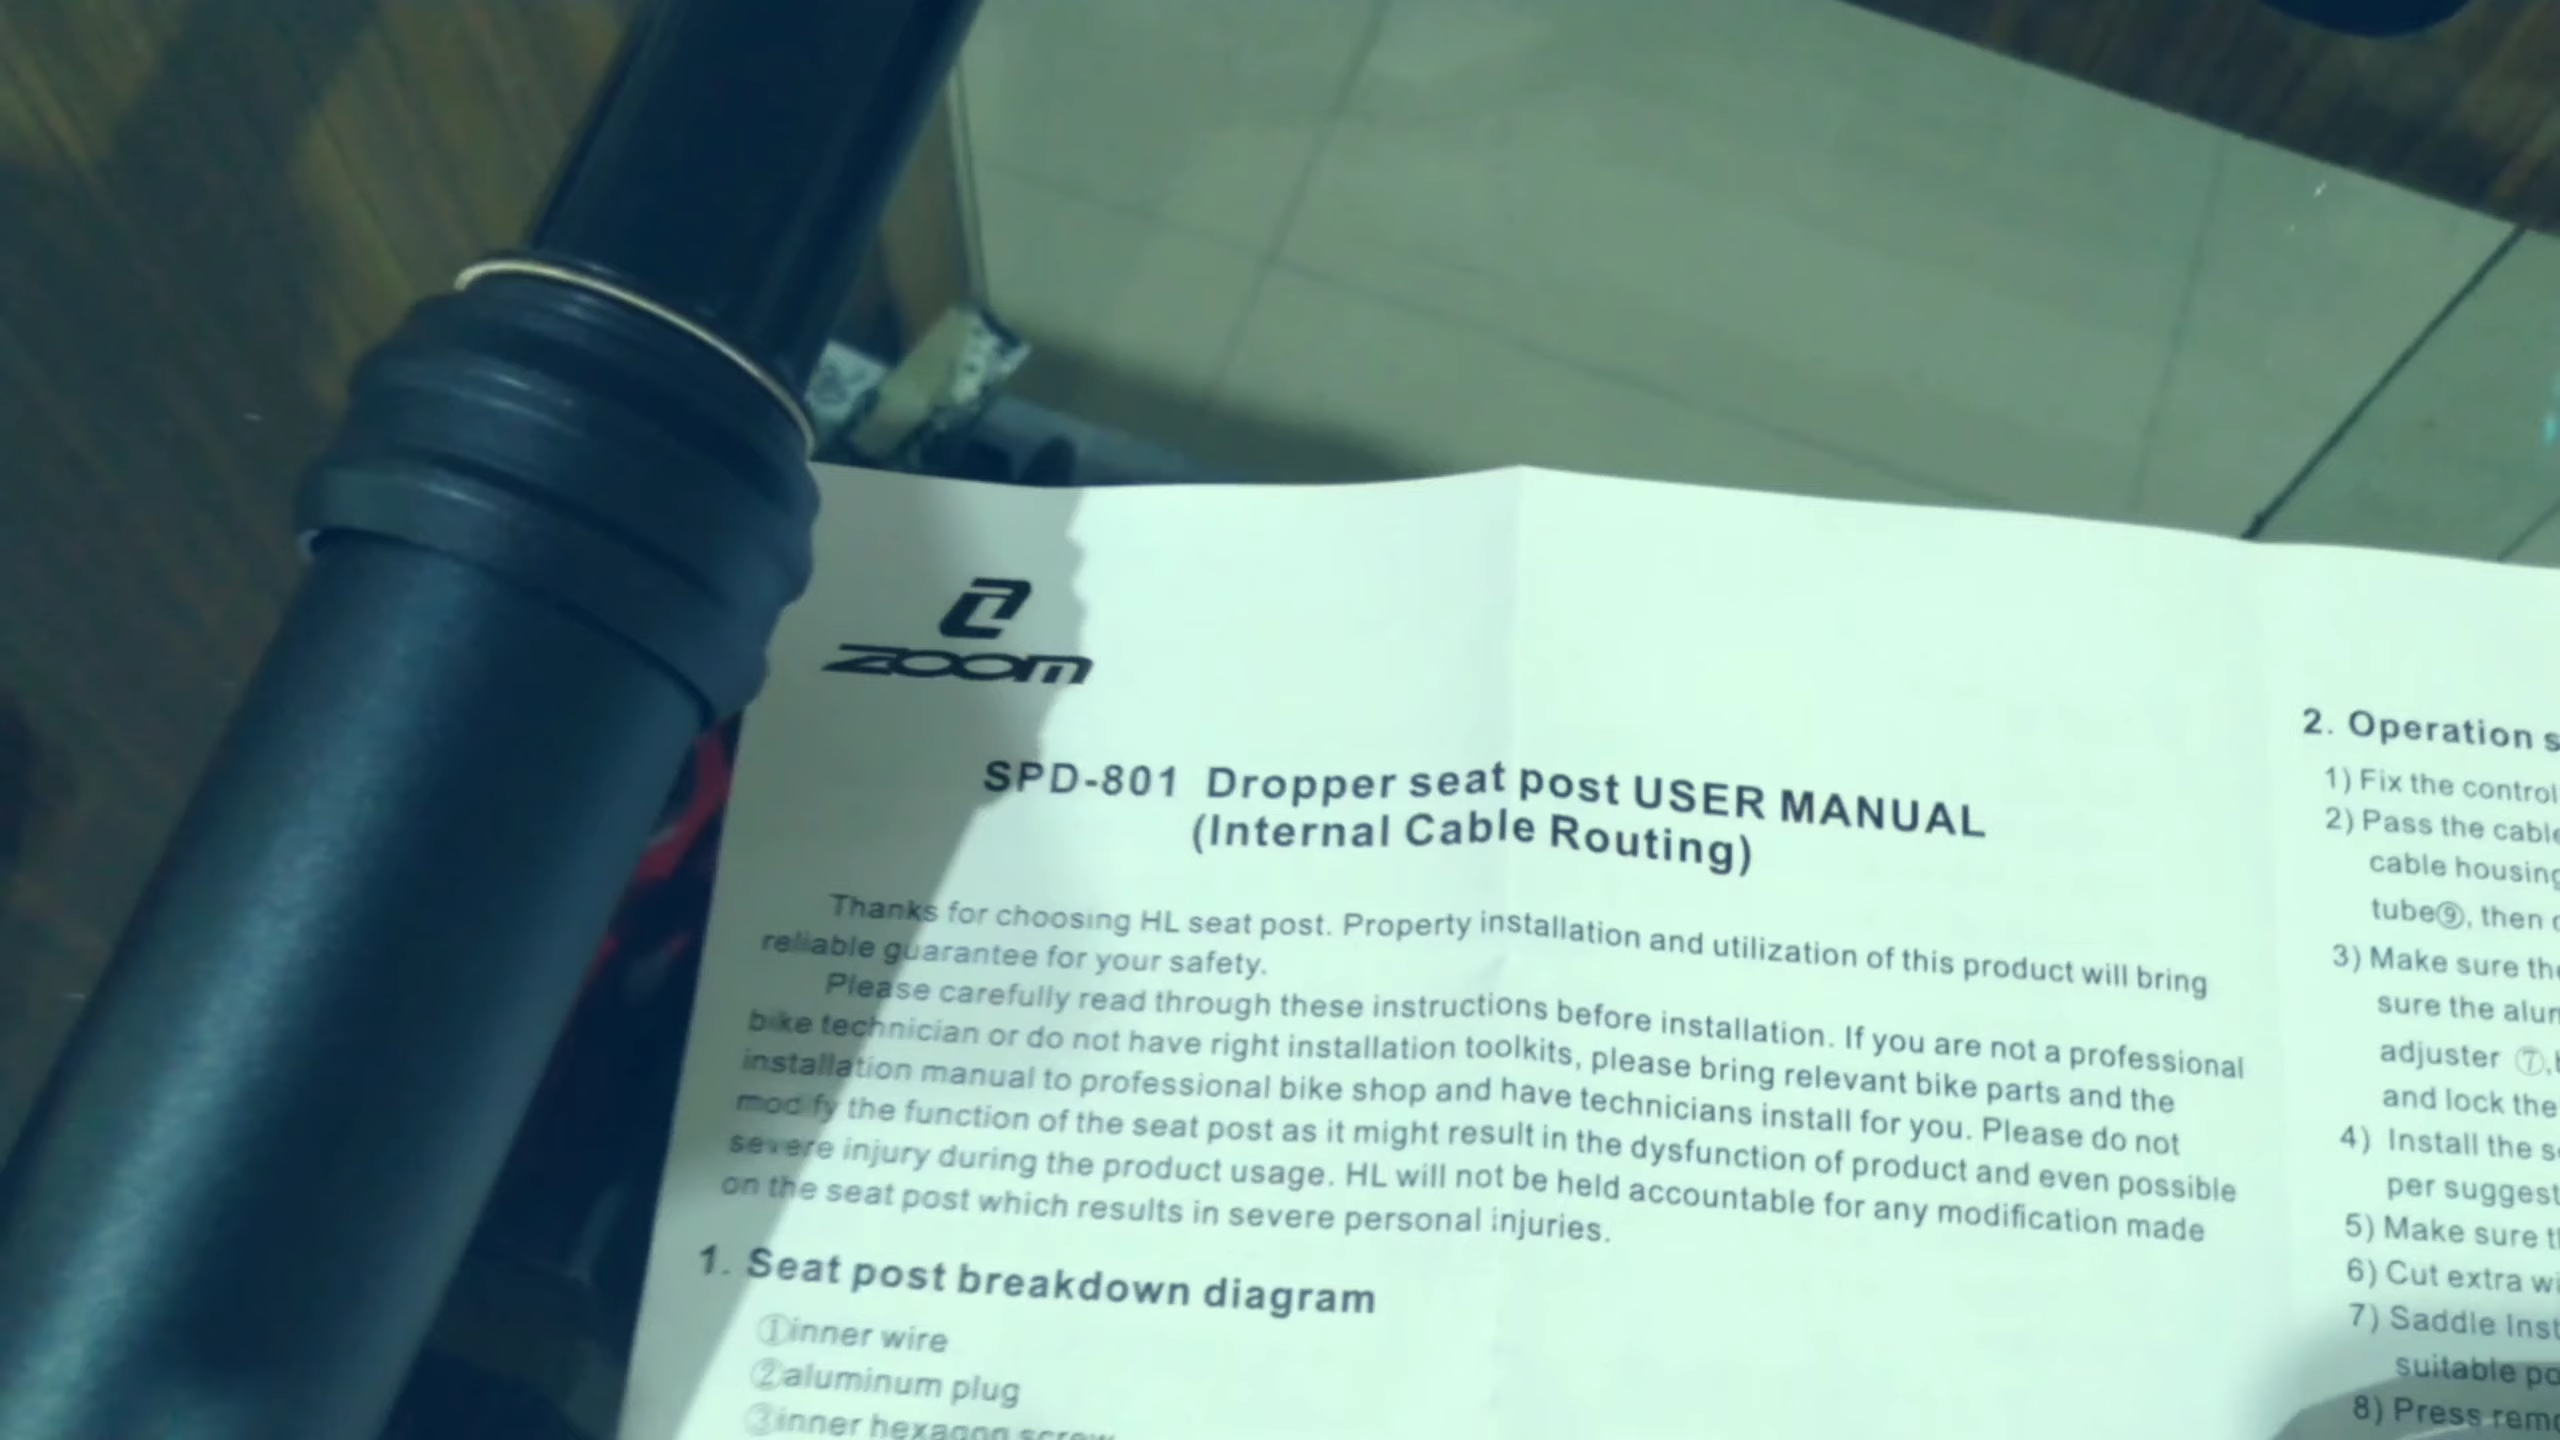 ZOOM
SPD-801 Dropper seat post USER MANUAL
(Internal Cable Routing)
Thanks for choosing HL seat post. Property installation and utilization of this product will bring
reliable guarantee for your safety.
Please carefully read through these instructions before installation. If you are not a professional
bike technician or do not have right installation toolkits, please bring relevant bike parts and the
installation manual to professional bike shop and have technicians install for you. Please do not
modify the function of the seat post as it might result in the dysfunction of product and even possible
severe injury during the product usage. HL will not be held accountable for any modification made
on the seat post which results in severe personal injuries.
1. Seat post breakdown diagram
①inner wire
②aluminum plug
③inner hexagon screw
2. Operation s
1) Fix the control
2) Pass the cable
cable housing
tube⑨, then
3) Make sure the
sure the alum
adjuster ⑦,
and lock the
4) Install the s
per suggest
5) Make sure t
6) Cut extra wi
7) Saddle Inst
suitable po
8) Press remo